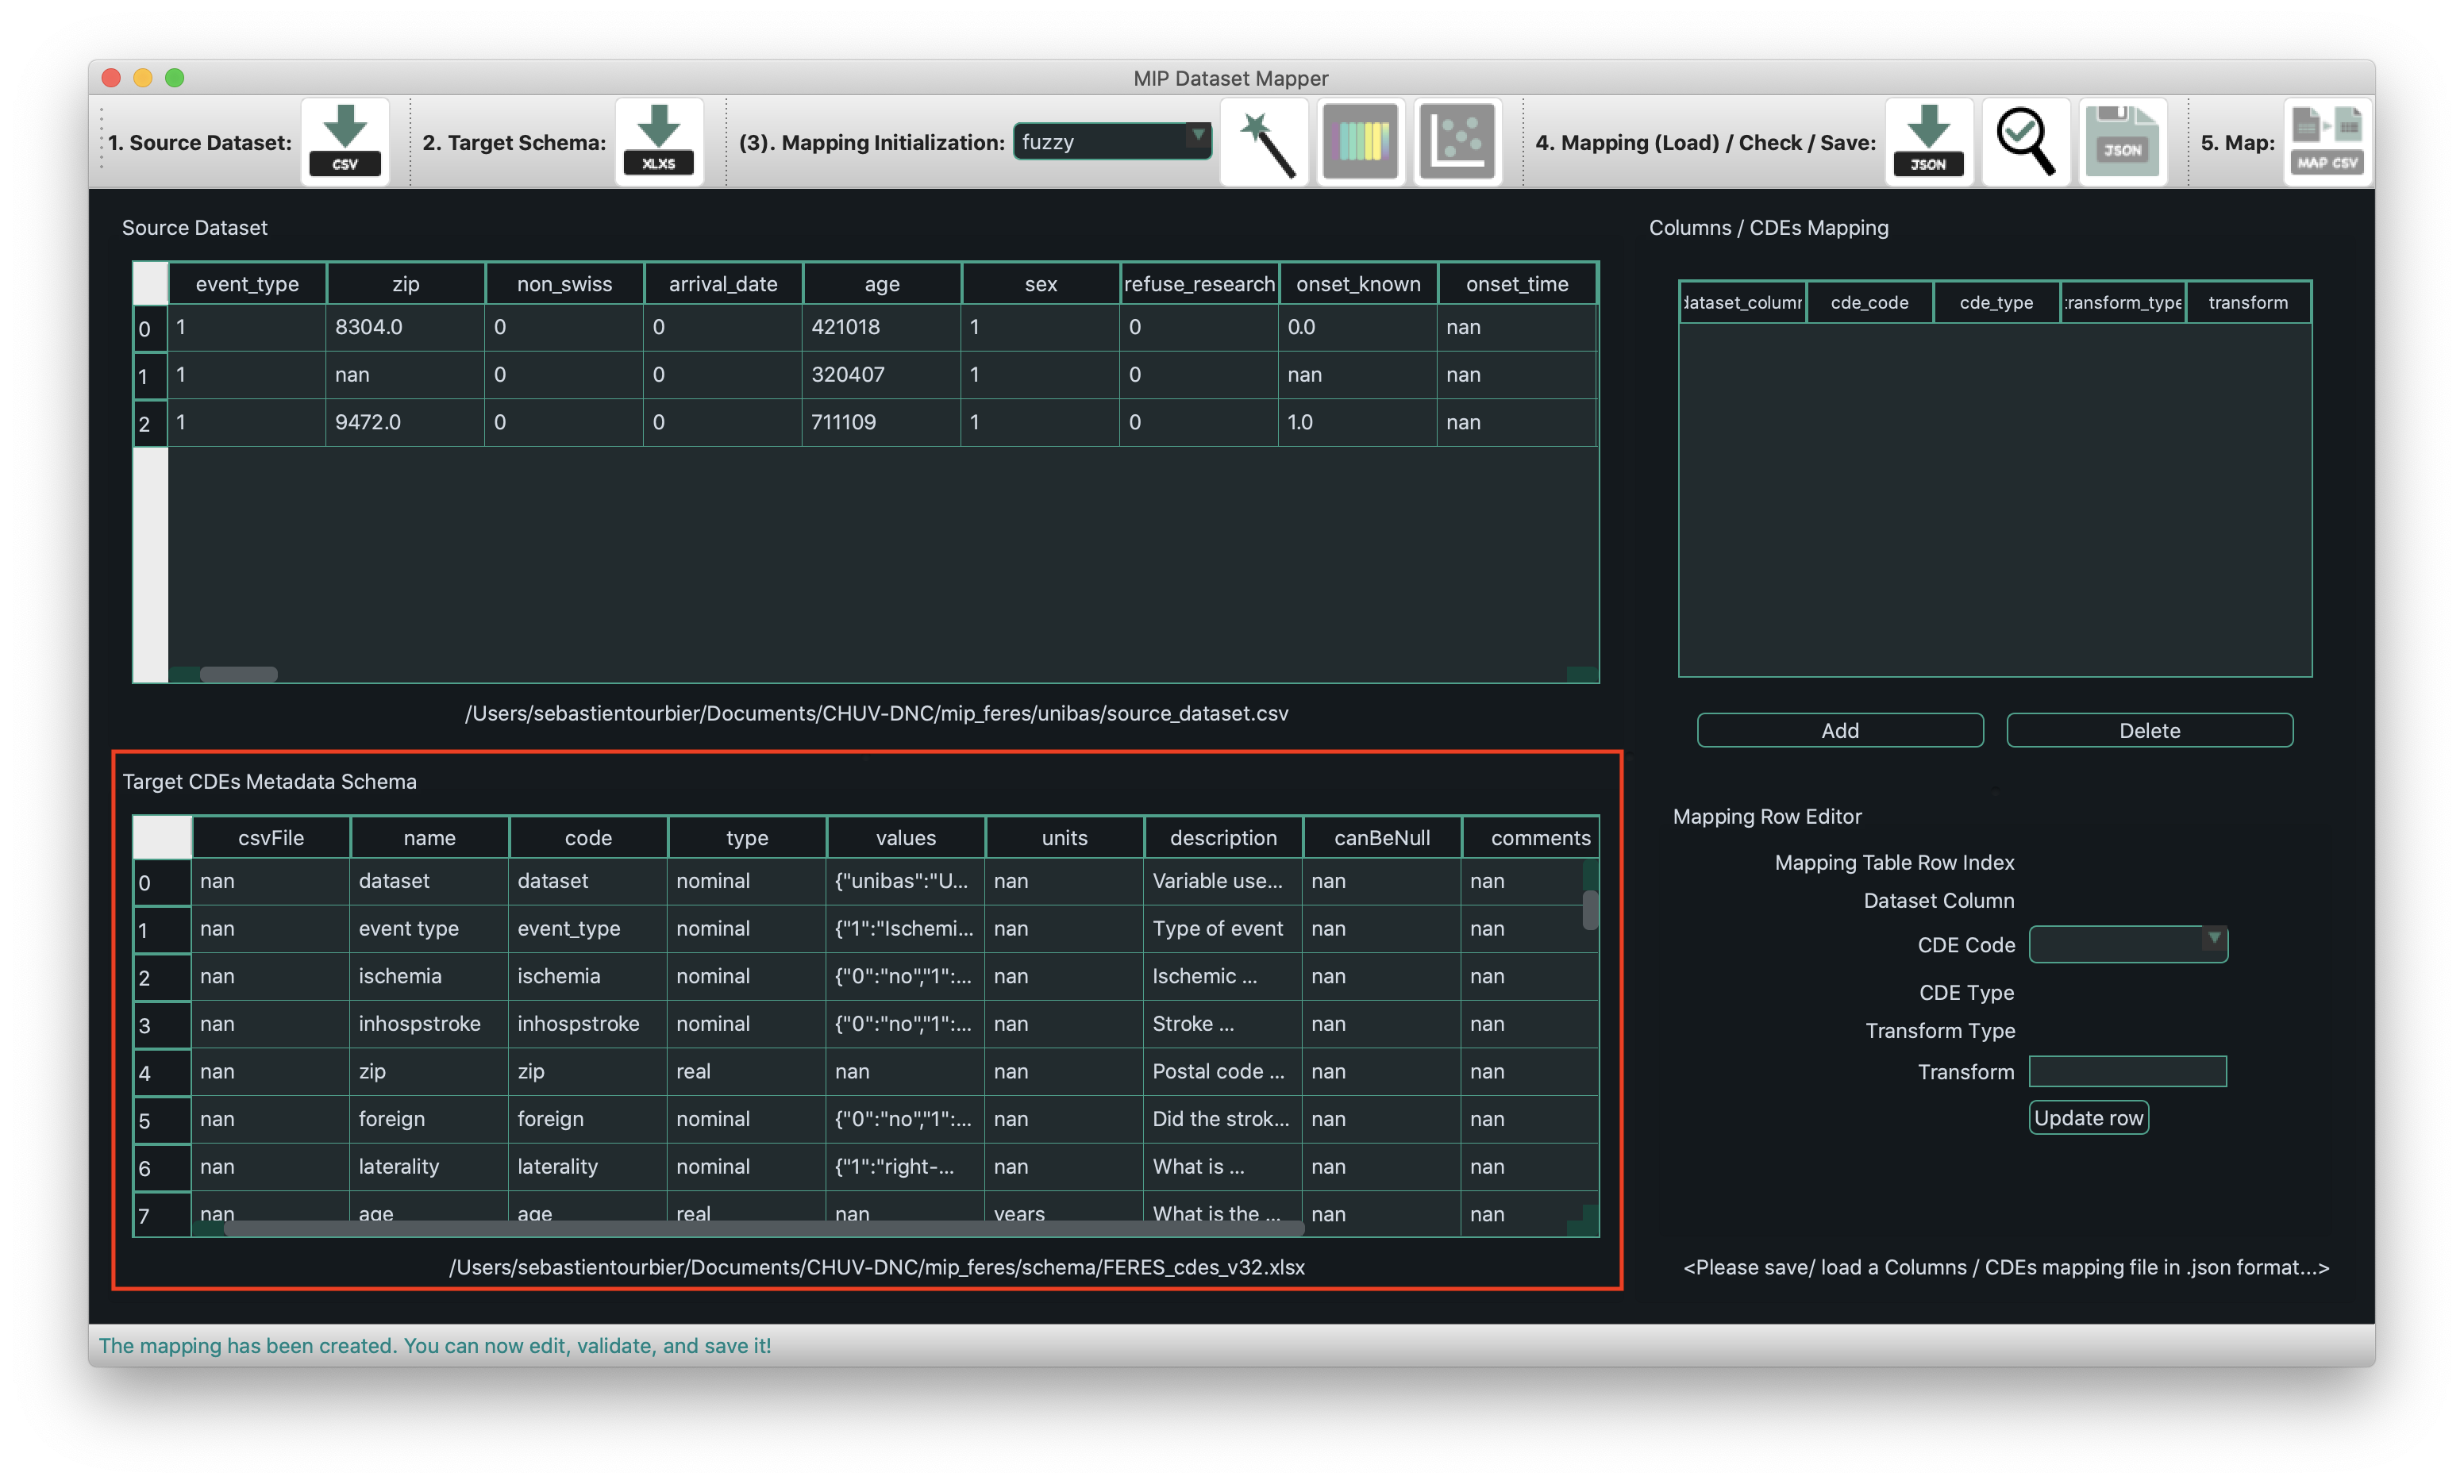 MIP Dataset Mapper
1. Source Dataset: CSV 2. Target Schema: XLXS (3). Mapping Initialization: fuzzy 4. Mapping (Load) / Check / Save: JSON JSON 5. Map: MAP CSV
Source Dataset
event_type zip non_swiss arrival_date age sex refuse_research onset_known onset_time
0 1 8304.0 0 0 421018 1 0 0.0 nan
1 1 nan 0 0 320407 1 0 nan nan
2 1 9472.0 0 0 711109 1 0 1.0 nan
/Users/sebastientourbier/Documents/CHUV-DNC/mip_feres/unibas/source_dataset.csv
Target CDEs Metadata Schema
csvFile name code type values units description canBeNull comments
0 nan dataset dataset nominal {"unibas":"U... nan Variable use... nan nan
1 nan event type event_type nominal {"1":"Ischemi... nan Type of event nan nan
2 nan ischemia ischemia nominal {"0":"no","1":... nan Ischemic ... nan nan
3 nan inhospstroke inhospstroke nominal {"0":"no","1":... nan Stroke ... nan nan
4 nan zip zip real nan nan Postal code ... nan nan
5 nan foreign foreign nominal {"0":"no","1":... nan Did the strok... nan nan
6 nan laterality laterality nominal {"1":"right-... nan What is ... nan nan
7 nan age age real nan years What is the ... nan nan
/Users/sebastientourbier/Documents/CHUV-DNC/mip_feres/schema/FERES_cdes_v32.xlsx
Columns / CDEs Mapping
dataset_column cde_code cde_type transform_type transform
Add Delete
Mapping Row Editor
Mapping Table Row Index
Dataset Column
CDE Code
CDE Type
Transform Type
Transform
Update row
<Please save/ load a Columns / CDEs mapping file in .json format...>
The mapping has been created. You can now edit, validate, and save it!